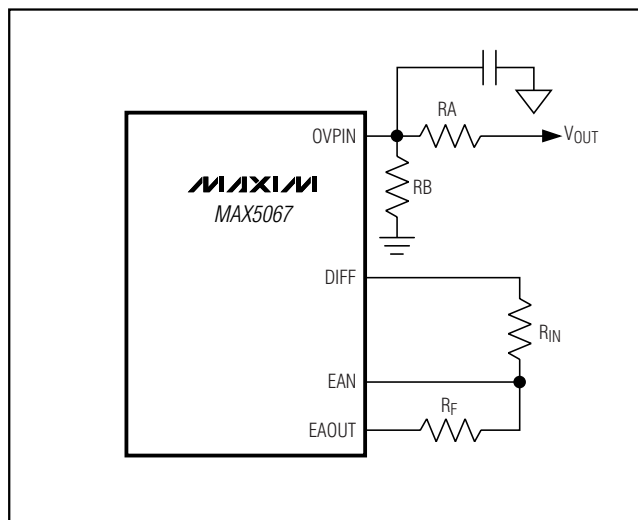 OVPIN
RA
VOUT
RB
MAXIM
MAX5067
DIFF
RIN
EAN
RF
EAOUT